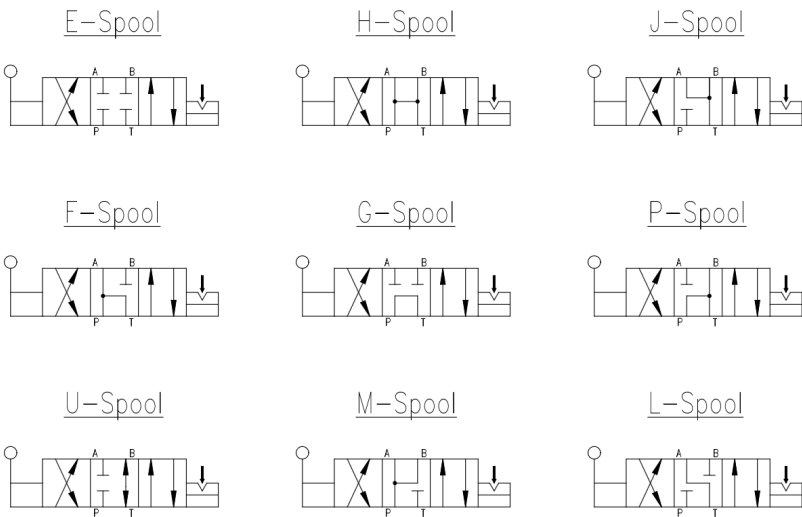 E-Spool H-Spool J-Spool
A B A B A B
P T P T P T
F-Spool G-Spool P-Spool
A B A B A B
P T P T P T
U-Spool M-Spool L-Spool
A B A B A B
P T P T P T